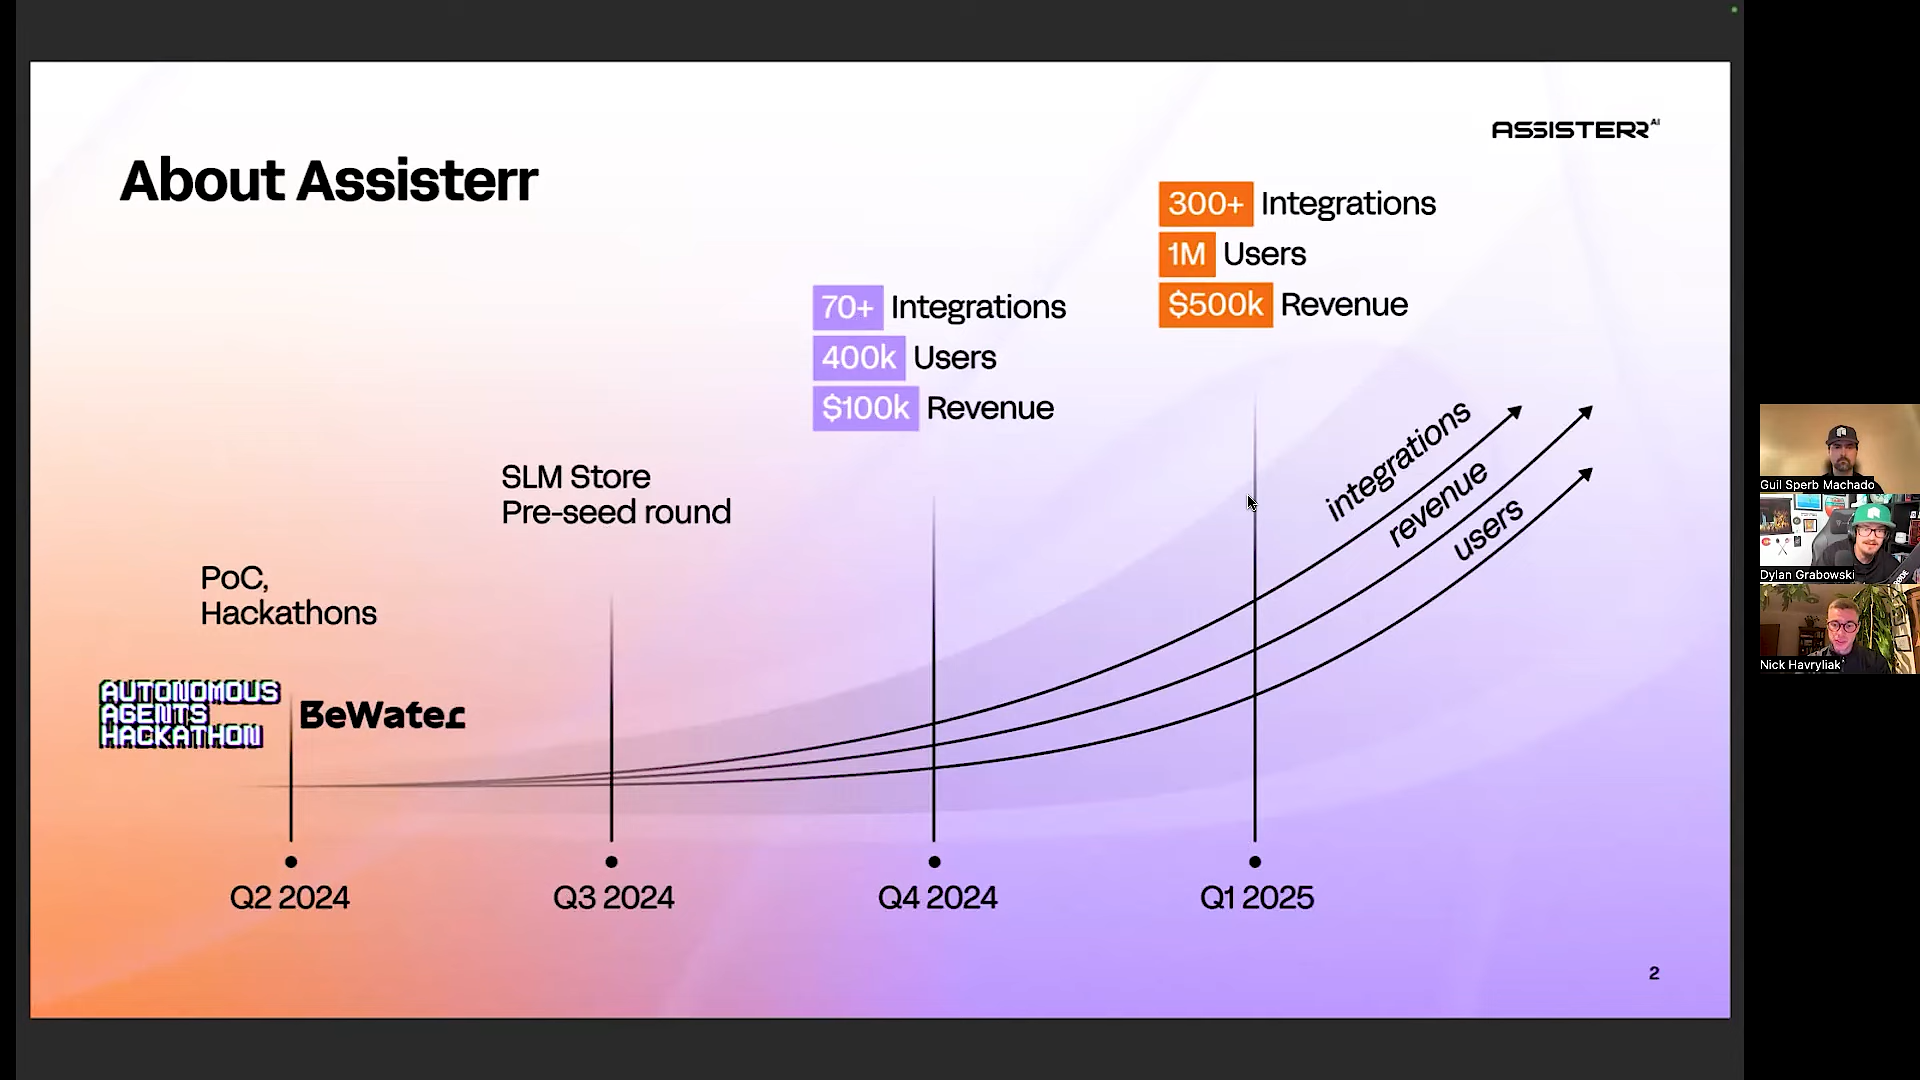 ASSISTERR AI
About Assisterr
300+ Integrations
1M Users
$500k Revenue
70+ Integrations
400k Users
$100k Revenue
SLM Store
Pre-seed round
PoC,
Hackathons
AUTONOMOUS
AGENTS
HACKATHON
BeWater
integrations
revenue
users
Q2 2024
Q3 2024
Q4 2024
Q1 2025
2
Guil Sperb Machado
Dylan Grabowski
Nick Havryliak